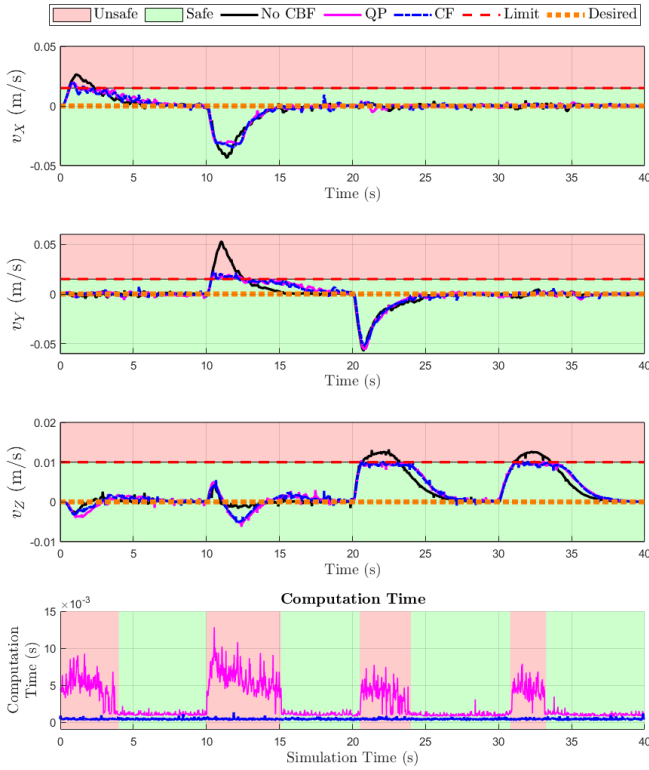 Unsafe Safe No CBF QP CF Limit Desired
0.05
0
-0.05
v_X (m/s)
0 5 10 15 20 25 30 35 40
Time (s)
0.05
0
-0.05
v_Y (m/s)
0 5 10 15 20 25 30 35 40
Time (s)
0.02
0.01
0
-0.01
v_Z (m/s)
0 5 10 15 20 25 30 35 40
Time (s)
Computation Time
×10^-3
15
10
5
0
Computation
Time (s)
0 5 10 15 20 25 30 35 40
Simulation Time (s)